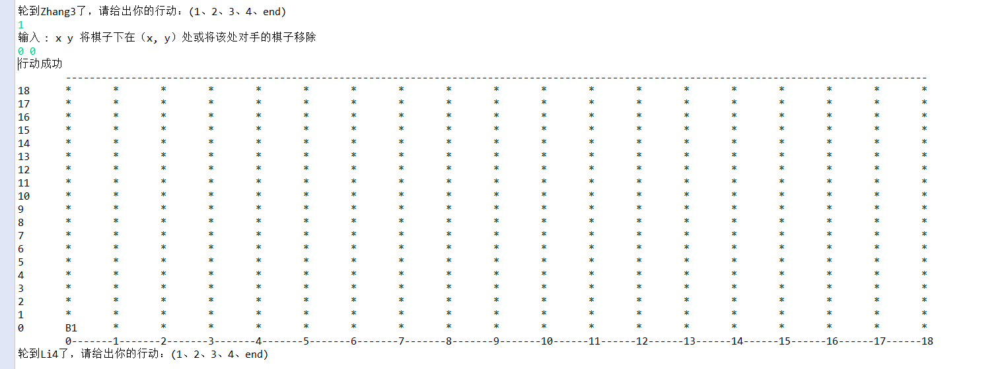 轮到Zhang3了，请给出你的行动：(1、2、3、4、end)
1
输入 : x y 将棋子下在（x, y）处或将该处对手的棋子移除
0 0
行动成功
-------------------------------------------------------------------------------------------------------------------------------------------------
18 * * * * * * * * * * * * * * * * * * *
17 * * * * * * * * * * * * * * * * * * *
16 * * * * * * * * * * * * * * * * * * *
15 * * * * * * * * * * * * * * * * * * *
14 * * * * * * * * * * * * * * * * * * *
13 * * * * * * * * * * * * * * * * * * *
12 * * * * * * * * * * * * * * * * * * *
11 * * * * * * * * * * * * * * * * * * *
10 * * * * * * * * * * * * * * * * * * *
9 * * * * * * * * * * * * * * * * * * *
8 * * * * * * * * * * * * * * * * * * *
7 * * * * * * * * * * * * * * * * * * *
6 * * * * * * * * * * * * * * * * * * *
5 * * * * * * * * * * * * * * * * * * *
4 * * * * * * * * * * * * * * * * * * *
3 * * * * * * * * * * * * * * * * * * *
2 * * * * * * * * * * * * * * * * * * *
1 * * * * * * * * * * * * * * * * * * *
0 B1 * * * * * * * * * * * * * * * * * *
0-------1-------2-------3-------4-------5-------6-------7-------8-------9-------10------11------12------13------14------15------16------17------18
轮到Li4了，请给出你的行动：(1、2、3、4、end)